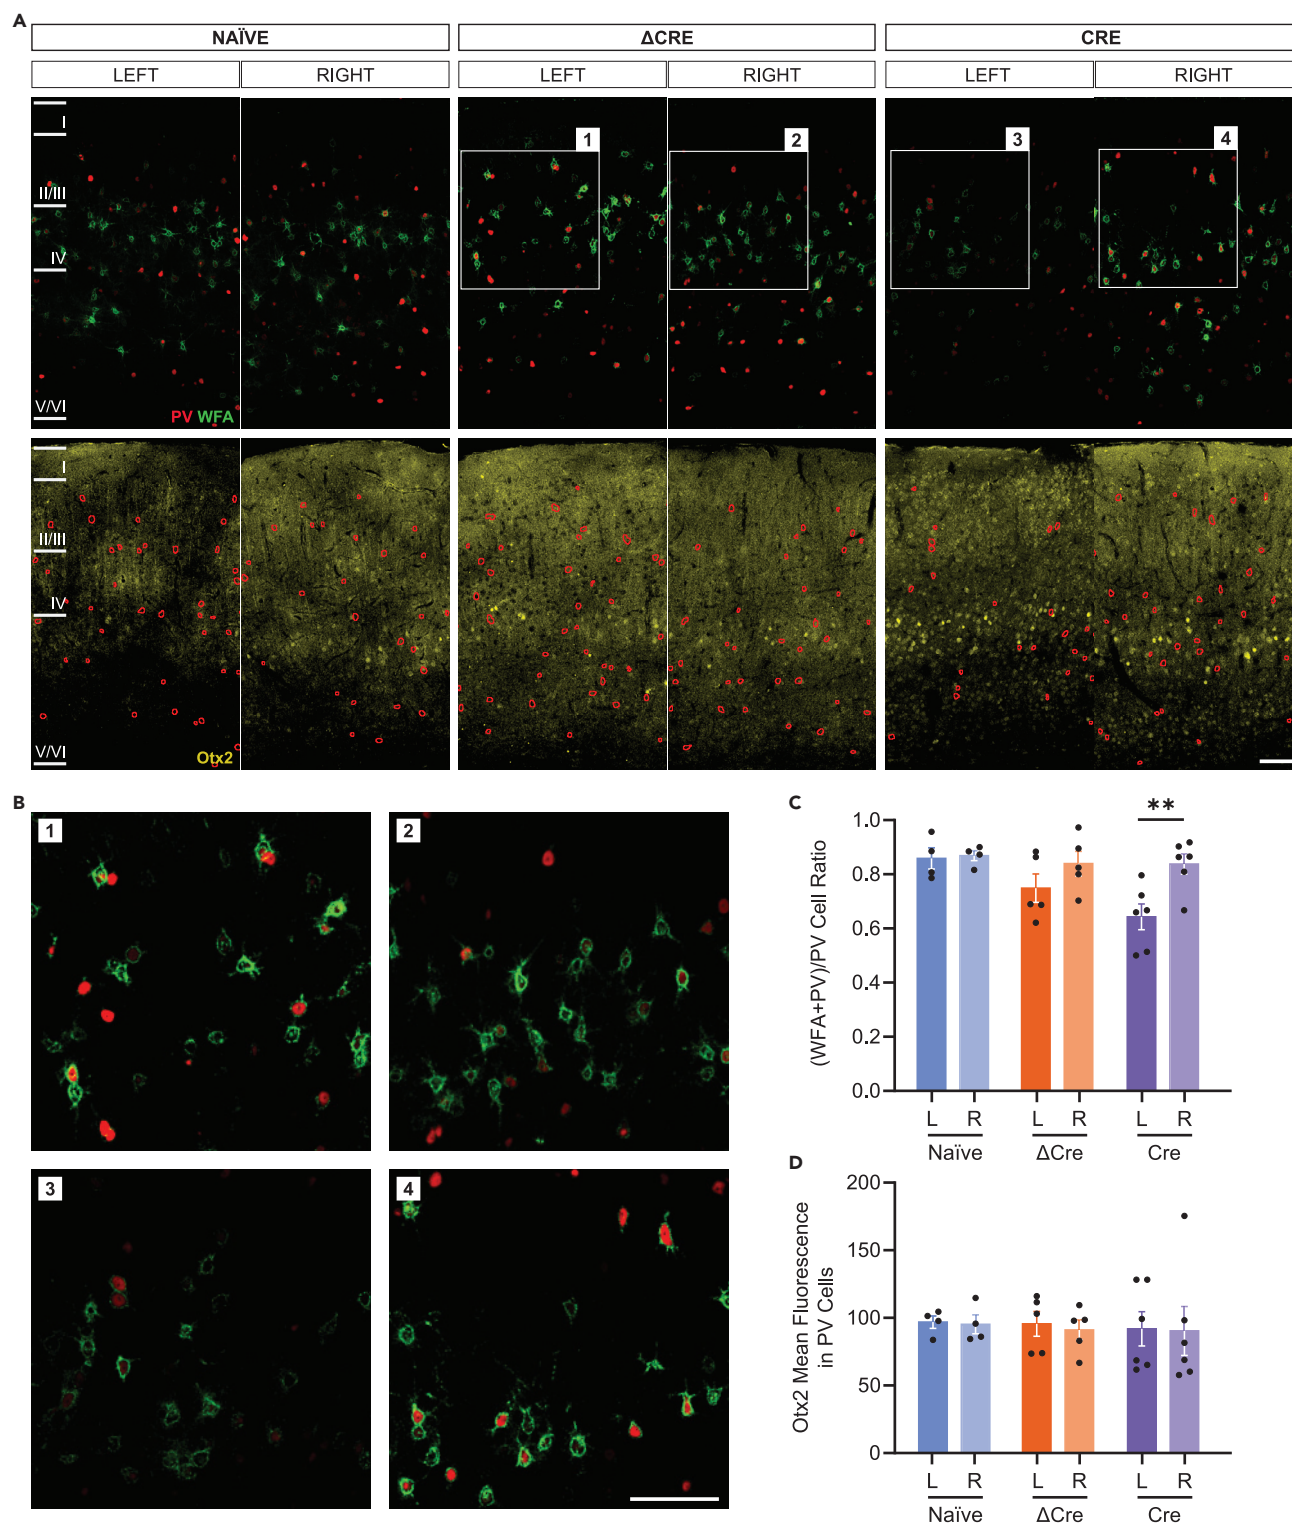 A
NAÏVE ΔCRE CRE
LEFT RIGHT LEFT RIGHT LEFT RIGHT
I
1 2 3 4
II/III
IV
V/VI
PV WFA
I
II/III
IV
V/VI
Otx2
B
1 2
3 4
C
**
(WFA+PV)/PV Cell Ratio
1.0
0.8
0.6
0.4
0.2
0.0
L R L R L R
Naïve ΔCre Cre
D
Otx2 Mean Fluorescence
in PV Cells
200
150
100
50
0
L R L R L R
Naïve ΔCre Cre